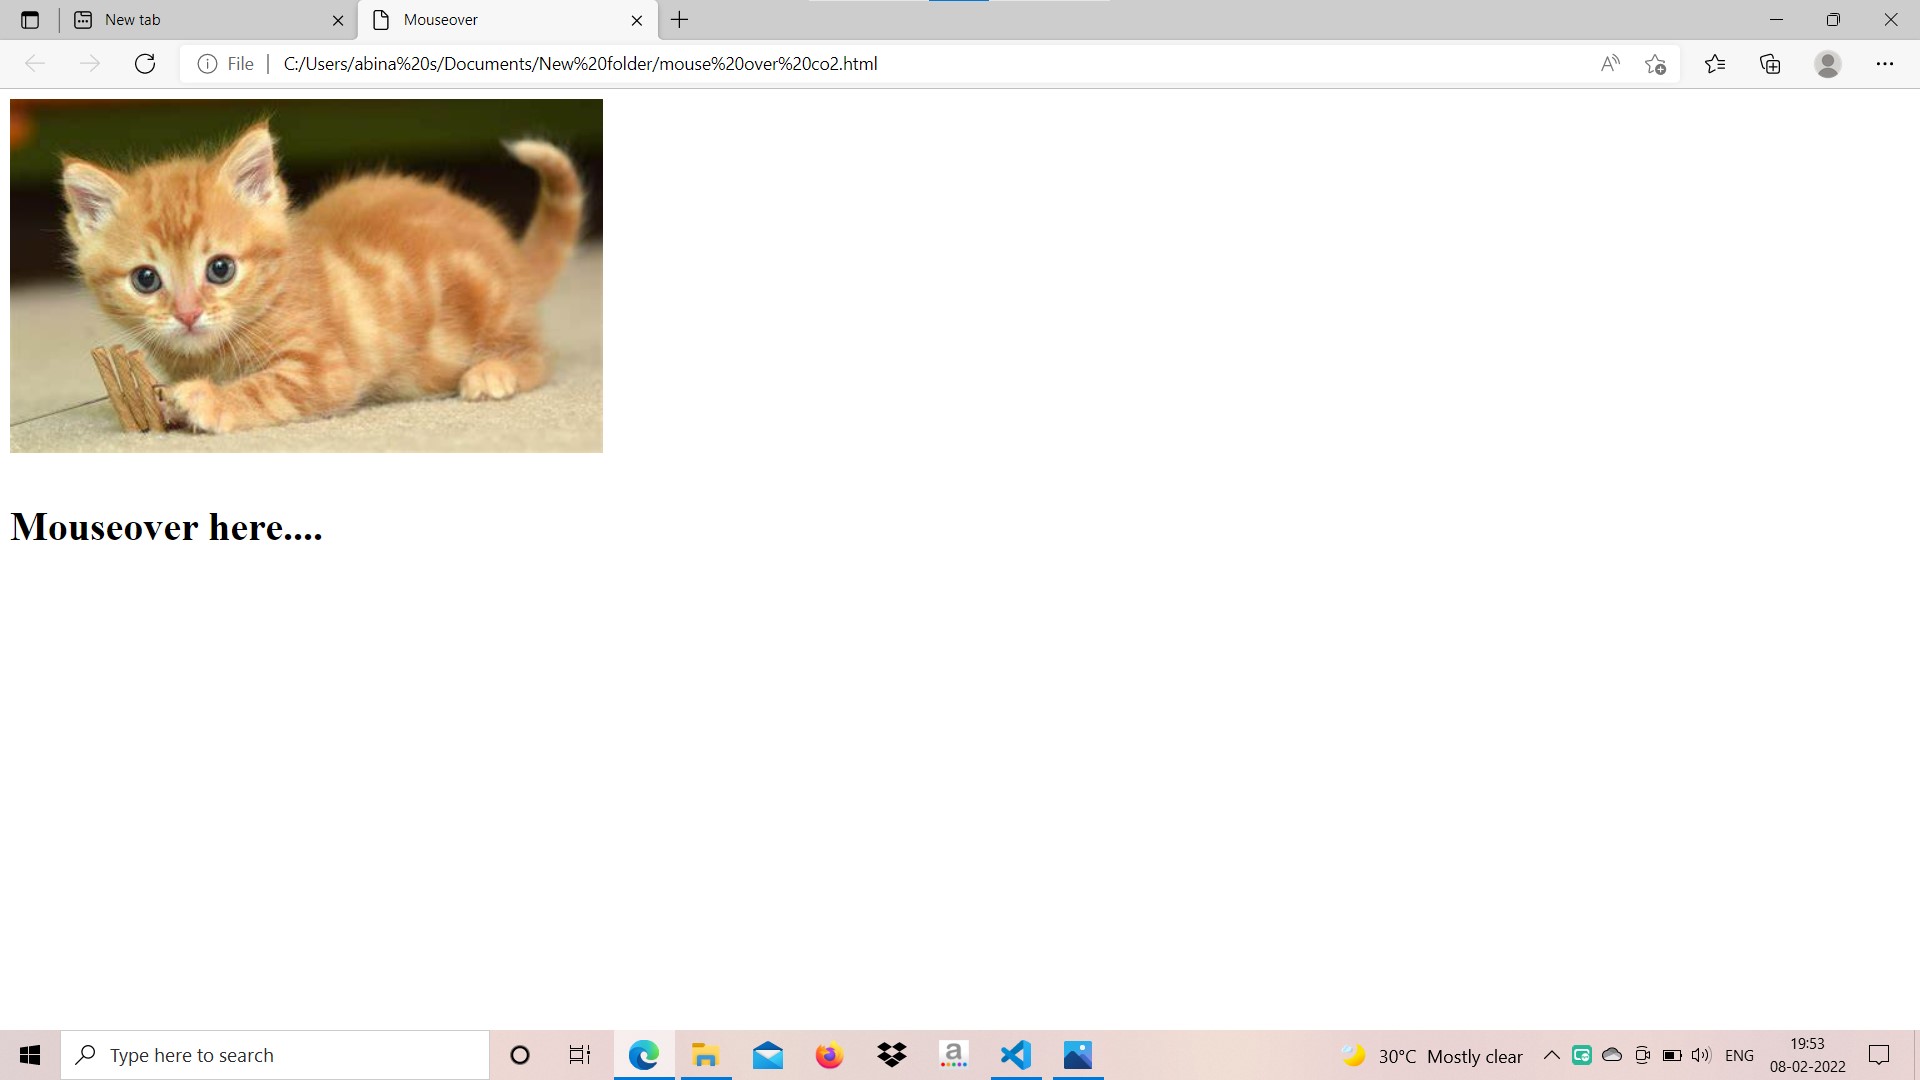 New tab
Mouseover
File
C:/Users/abina%20s/Documents/New%20folder/mouse%20over%20co2.html
Mouseover here....
Type here to search
a
30°C Mostly clear
ENG
19:53
08-02-2022